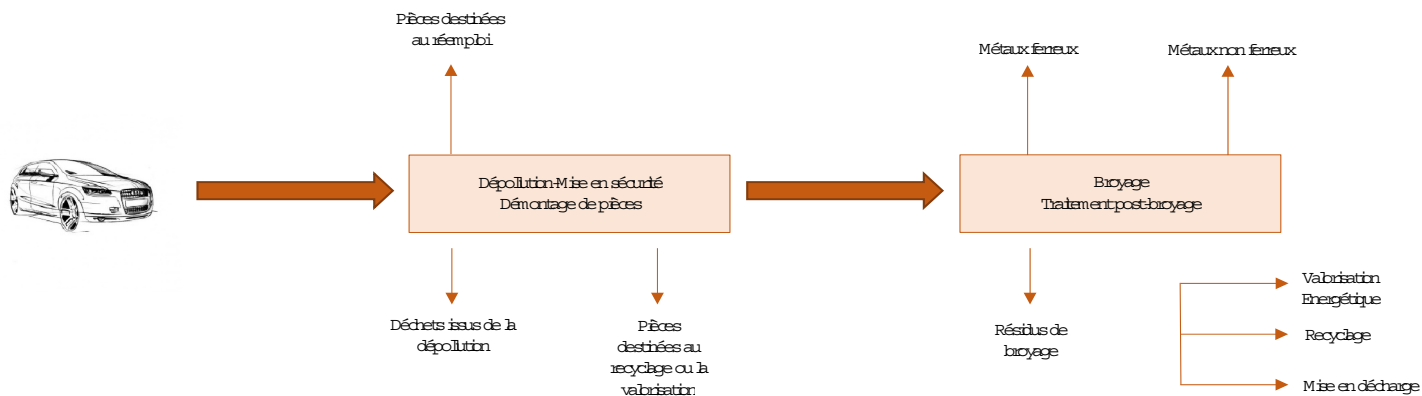 Pièces destinées
au réemploi
Métaux ferreux
Métaux non ferreux
Dépollution-Mise en sécurité
Démontage de pièces
Broyage
Traitement post-broyage
Déchets issus de la
dépollution
Pièces
destinées au
recyclage ou la
valorisation
Résidus de
broyage
Valorisation
Energétique
Recyclage
Mise en décharge